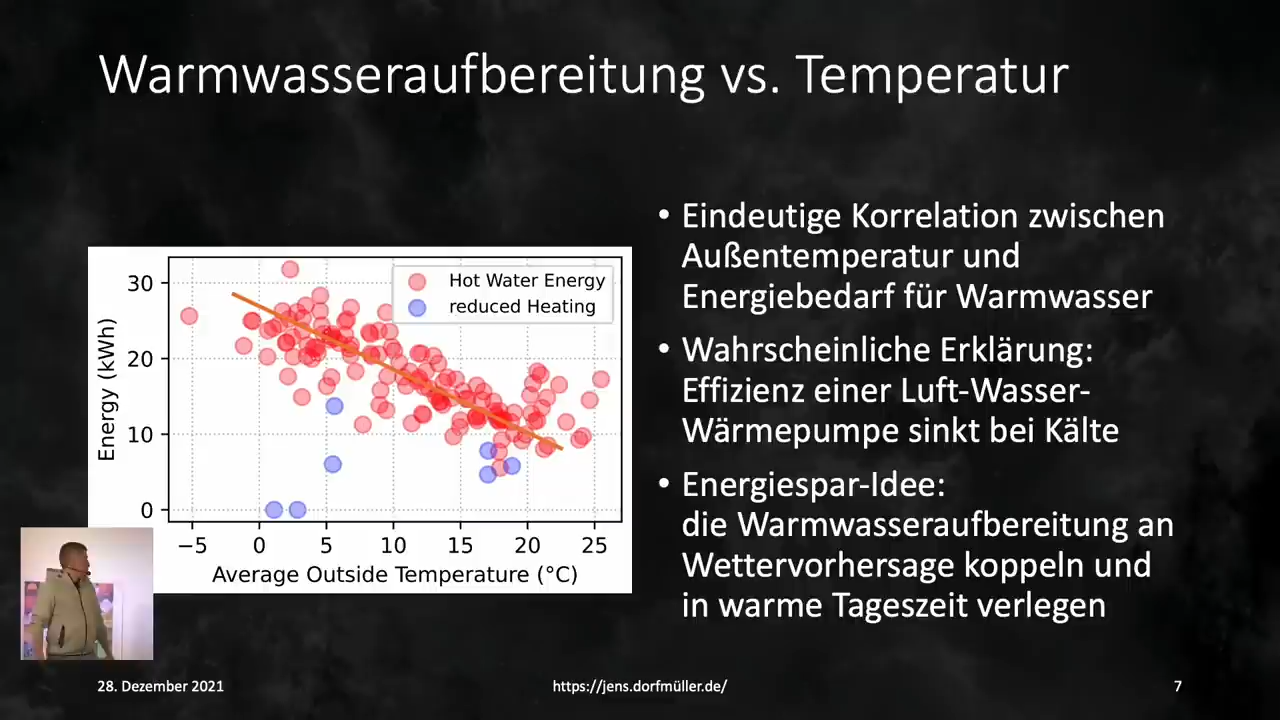 Warmwasseraufbereitung vs. Temperatur
• Eindeutige Korrelation zwischen
Außentemperatur und
Energiebedarf für Warmwasser
• Wahrscheinliche Erklärung:
Effizienz einer Luft-Wasser-
Wärmepumpe sinkt bei Kälte
• Energiespar-Idee:
die Warmwasseraufbereitung an
Wettervorhersage koppeln und
in warme Tageszeit verlegen
Hot Water Energy
reduced Heating
Energy (kWh)
30
20
10
0
−5 0 5 10 15 20 25
Average Outside Temperature (°C)
28. Dezember 2021
https://jens.dorfmüller.de/
7